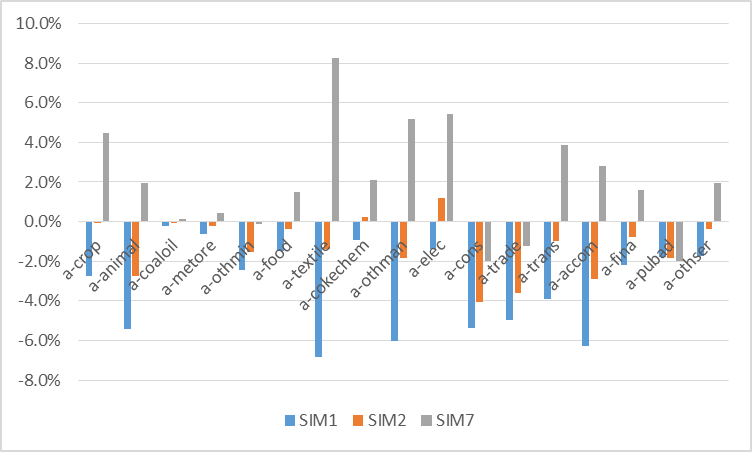 10.0%
8.0%
6.0%
4.0%
2.0%
0.0%
-2.0%
-4.0%
-6.0%
-8.0%
a-crop
a-animal
a-coaloil
a-metore
a-othmin
a-food
a-textile
a-cokechem
a-othman
a-elec
a-cons
a-trade
a-trans
a-accom
a-fina
a-pubad
a-othser
SIM1 SIM2 SIM7